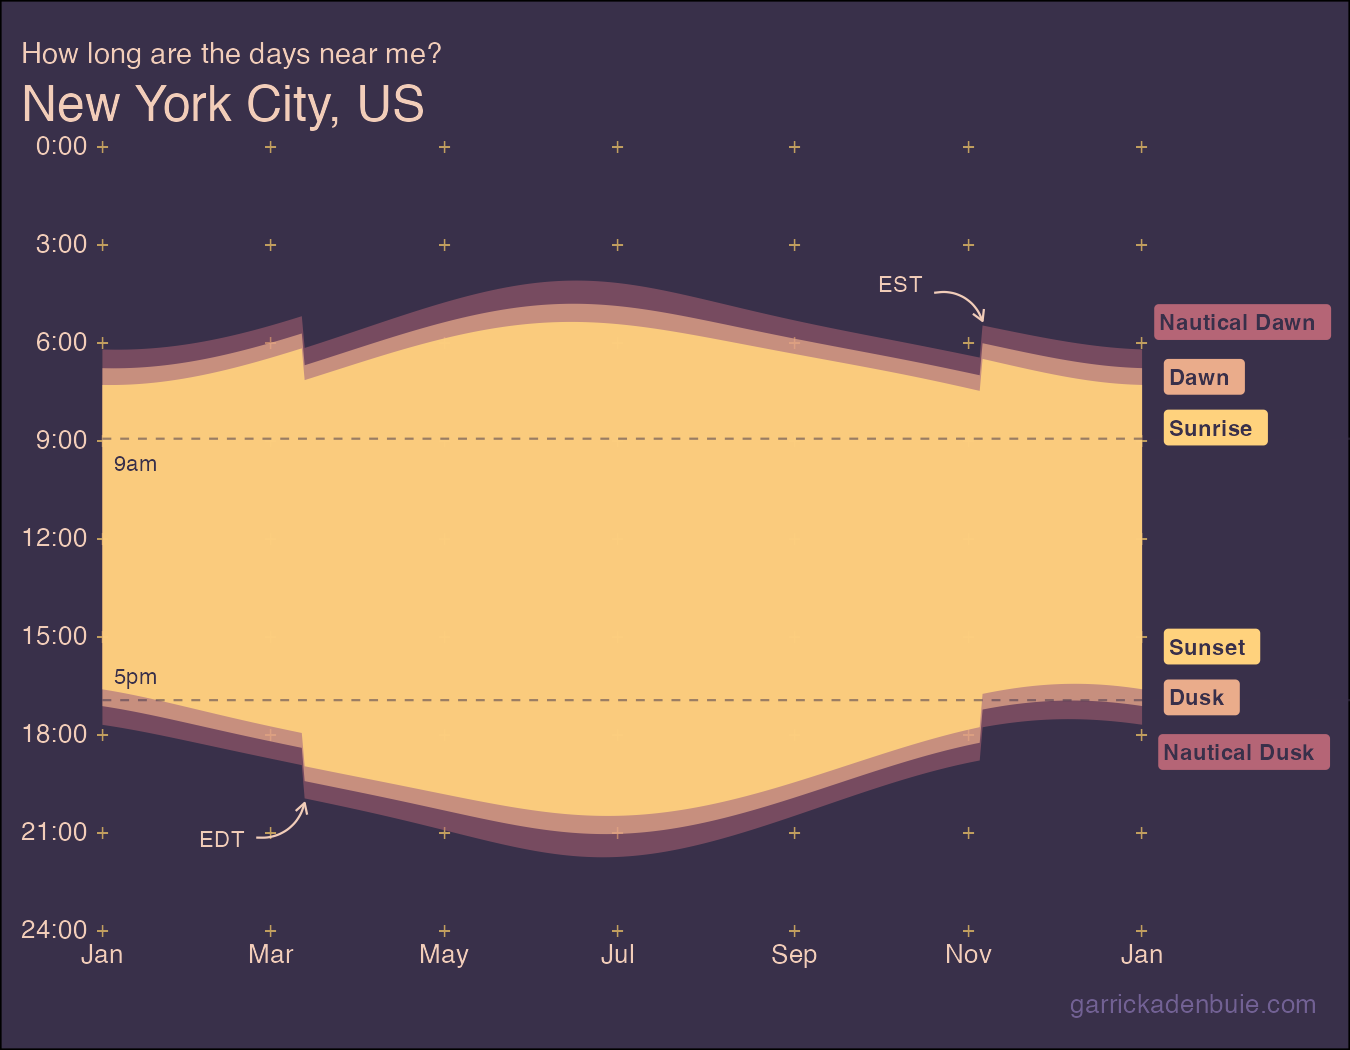 How long are the days near me?
New York City, US
0:00
3:00
EST
Nautical Dawn
6:00
Dawn
Sunrise
9:00
9am
12:00
15:00
Sunset
5pm
Dusk
18:00
Nautical Dusk
21:00
EDT
24:00
Jan Mar May Jul Sep Nov Jan
garrickadenbuie.com